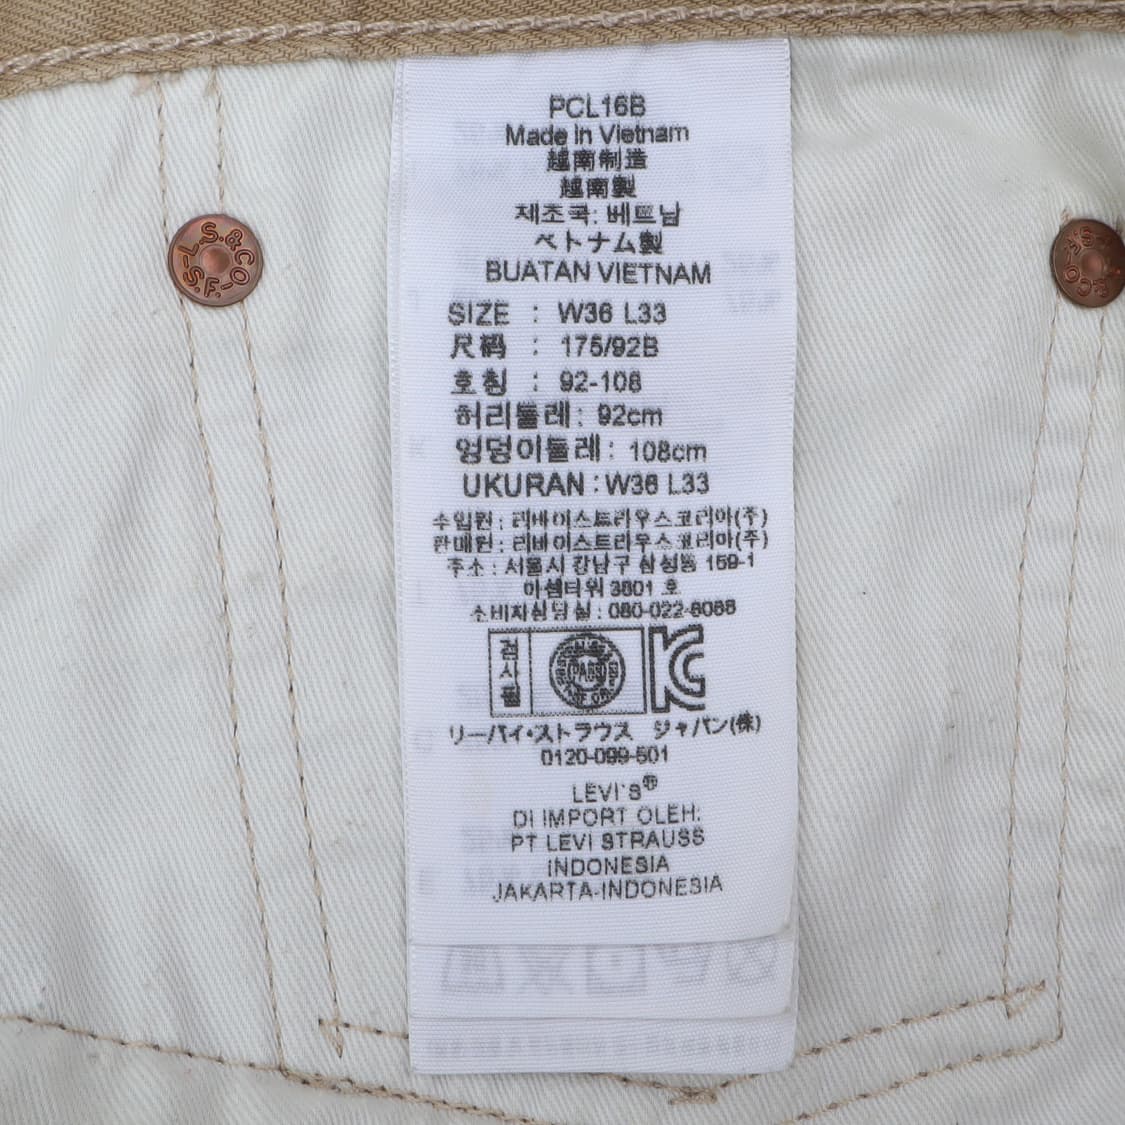 PCL16B
Made in Vietnam
越南制造
越南製
제조국: 베트남
ベトナム製
BUATAN VIETNAM
SIZE : W36 L33
尺码 : 175/92B
호칭 : 92-108
허리둘레: 92cm
엉덩이둘레: 108cm
UKURAN : W36 L33
수입원 : 리바이스트라우스코리아(주)
판매원 : 리바이스트라우스코리아(주)
주소 : 서울시 강남구 삼성동 159-1
아셈타워 3801 호
소비자상담실 : 080-022-6088
검사필
KC
リーバイ・ストラウス ジャパン(株)
0120-099-501
LEVI'S®
DI IMPORT OLEH:
PT LEVI STRAUSS
INDONESIA
JAKARTA-INDONESIA
L.S.&CO.-S.F.-